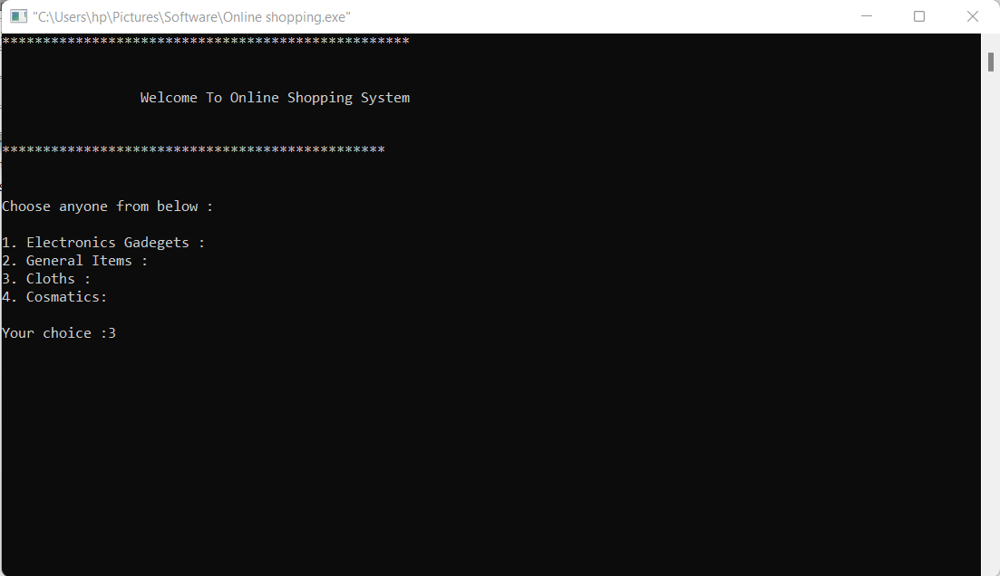 "C:\Users\hp\Pictures\Software\Online shopping.exe"
**************************************************
Welcome To Online Shopping System
***********************************************
Choose anyone from below :
1. Electronics Gadegets :
2. General Items :
3. Cloths :
4. Cosmatics:
Your choice :3